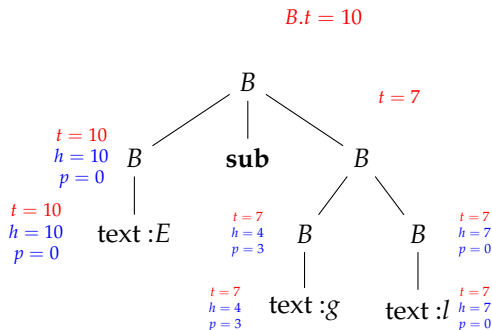 B.t = 10
B
t = 7
t = 10
h = 10
p = 0
B
sub
B
t = 10
h = 10
p = 0
text :E
t = 7
h = 4
p = 3
B
B
t = 7
h = 7
p = 0
t = 7
h = 4
p = 3
text :g
text :l
t = 7
h = 7
p = 0